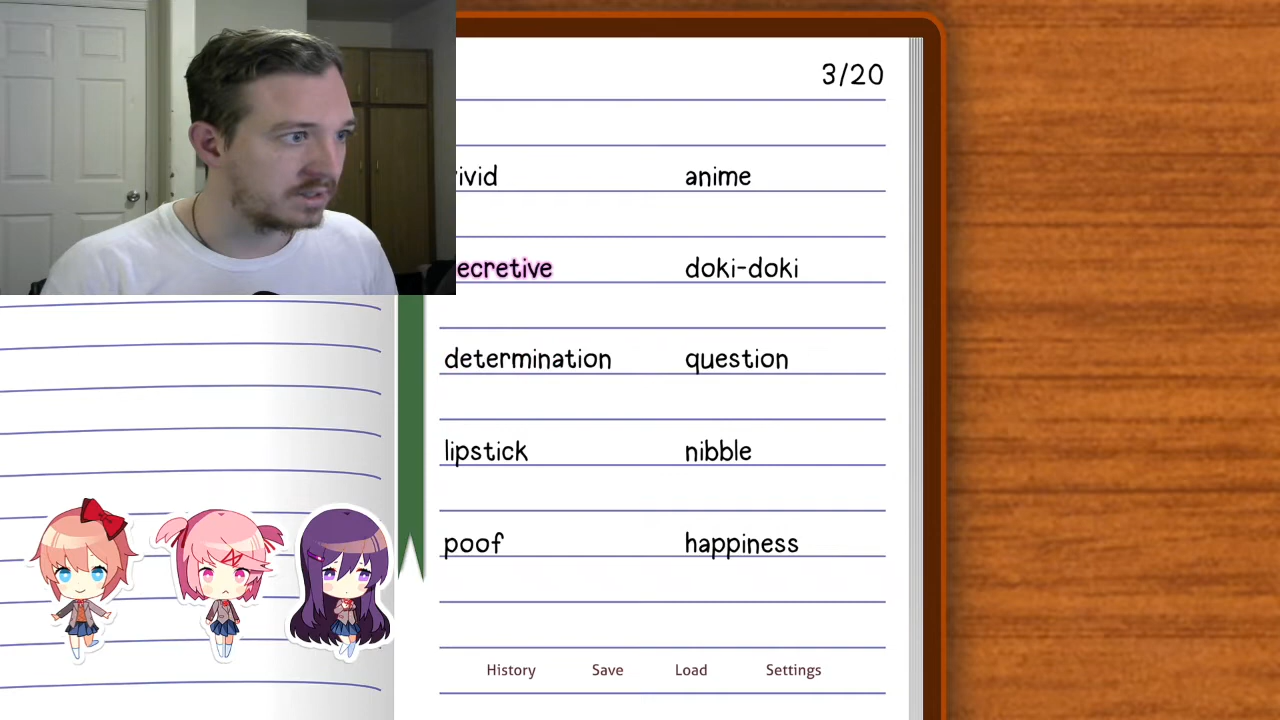 3/20
ivid anime
ecretive doki-doki
determination question
lipstick nibble
poof happiness
History Save Load Settings